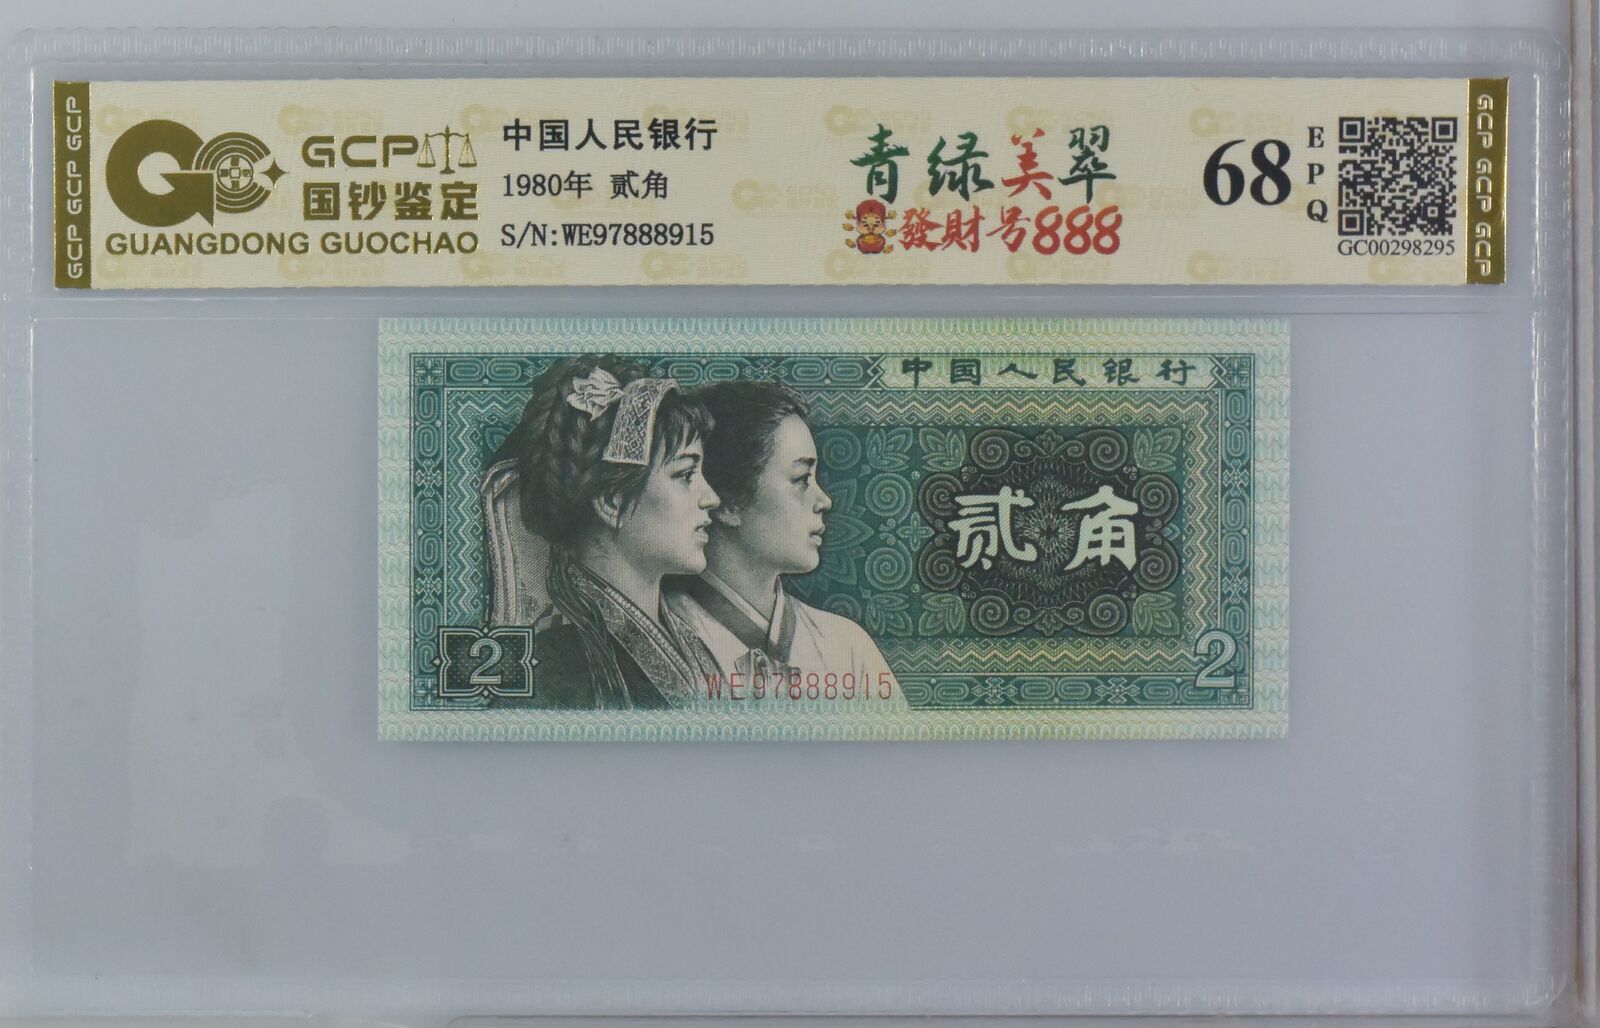 GCP GCP GCP
GCP
国钞鉴定
GUANGDONG GUOCHAO
中国人民银行
1980年 贰角
S/N:WE97888915
青绿美翠
發財号888
68
EPQ
GC00298295
GCP GCP GCP
中国人民银行
贰角
2
2
WE97888915